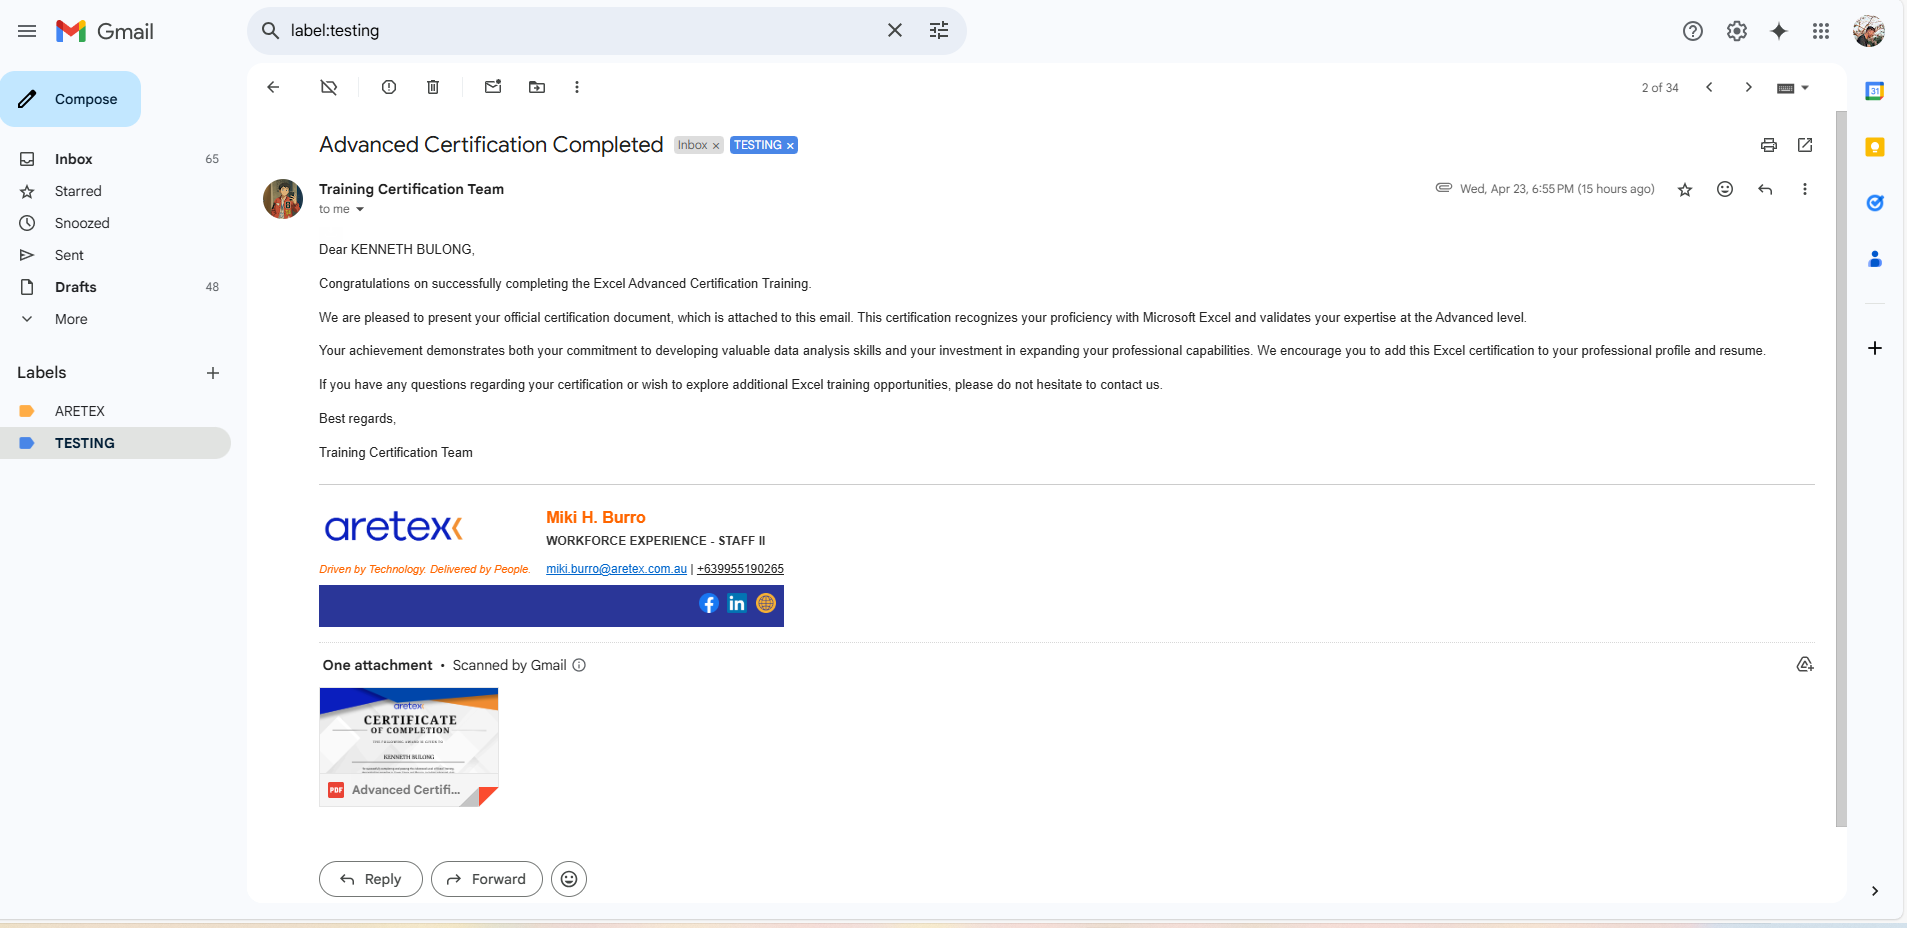 Gmail
label:testing
Compose
Inbox 65
Starred
Snoozed
Sent
Drafts 48
More
Labels
ARETEX
TESTING
2 of 34
31
Advanced Certification Completed Inbox x TESTING x
Training Certification Team
Wed, Apr 23, 6:55 PM (15 hours ago)
to me
Dear KENNETH BULONG,
Congratulations on successfully completing the Excel Advanced Certification Training.
We are pleased to present your official certification document, which is attached to this email. This certification recognizes your proficiency with Microsoft Excel and validates your expertise at the Advanced level.
Your achievement demonstrates both your commitment to developing valuable data analysis skills and your investment in expanding your professional capabilities. We encourage you to add this Excel certification to your professional profile and resume.
If you have any questions regarding your certification or wish to explore additional Excel training opportunities, please do not hesitate to contact us.
Best regards,
Training Certification Team
aretex
Driven by Technology. Delivered by People.
Miki H. Burro
WORKFORCE EXPERIENCE - STAFF II
miki.burro@aretex.com.au | +639955190265
f in
One attachment • Scanned by Gmail
aretex
CERTIFICATE
OF COMPLETION
KENNETH BULONG
PDF Advanced Certifi...
Reply
Forward